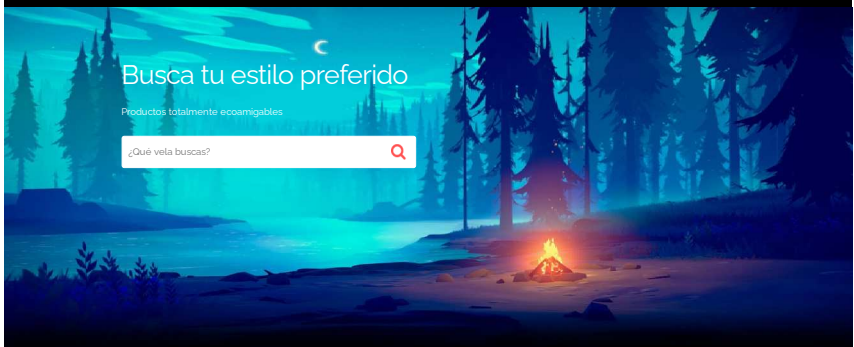 Busca tu estilo preferido
Productos totalmente ecoamigables
¿Qué vela buscas?